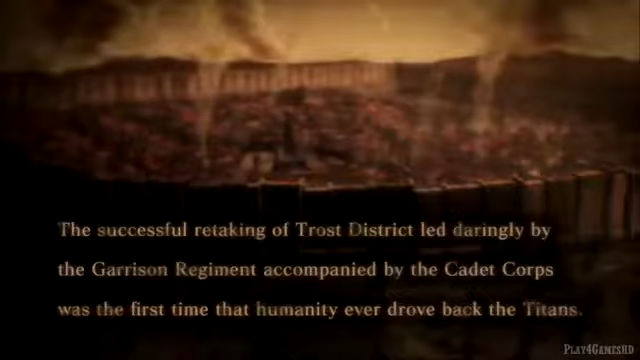 The successful retaking of Trost District led daringly by
the Garrison Regiment accompanied by the Cadet Corps
was the first time that humanity ever drove back the Titans.
Play4GamesHD